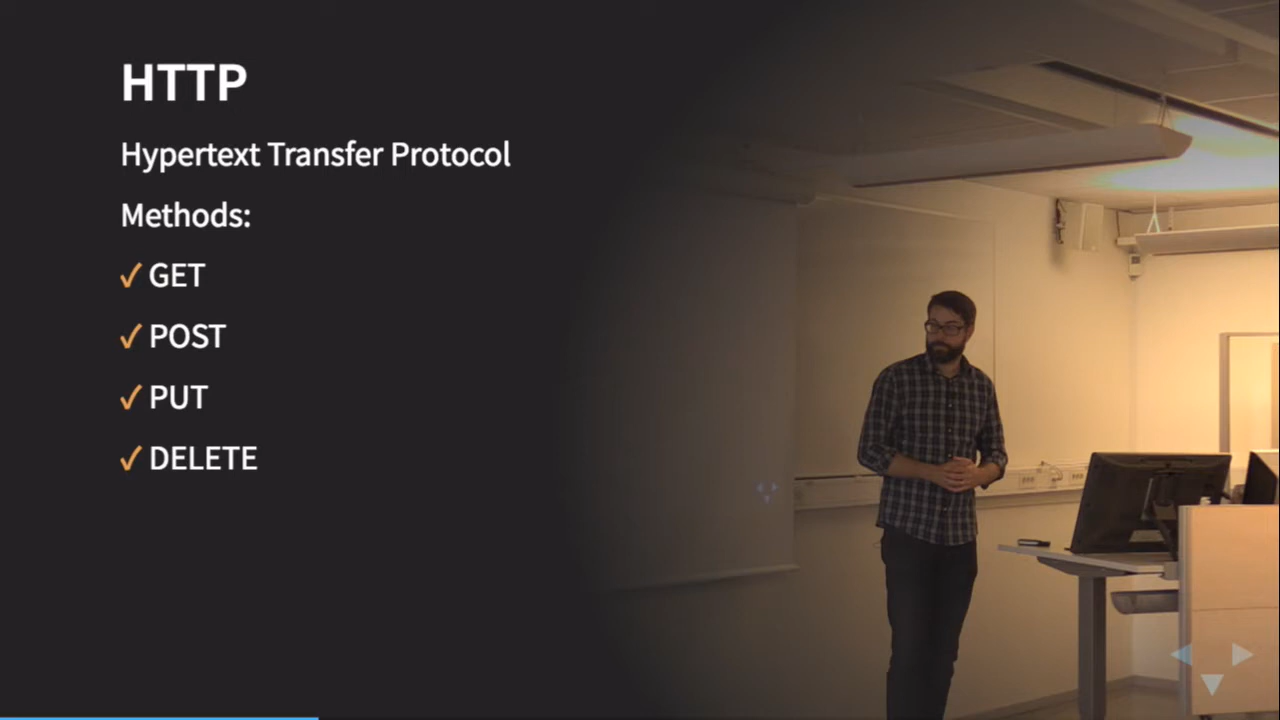 HTTP
Hypertext Transfer Protocol
Methods:
✓ GET
✓ POST
✓ PUT
✓ DELETE